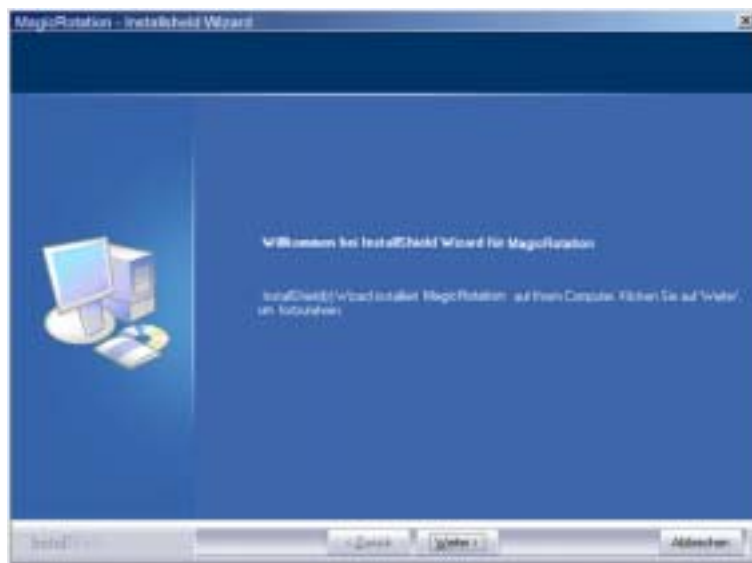 MagicRotation - Installshield Wizard
Willkommen bei InstallShield Wizard für MagicRotation
InstallShield(r) Wizard installiert MagicRotation auf Ihrem Computer. Klicken Sie auf 'Weiter',
um fortzufahren.
< Zurück
Weiter >
Abbrechen